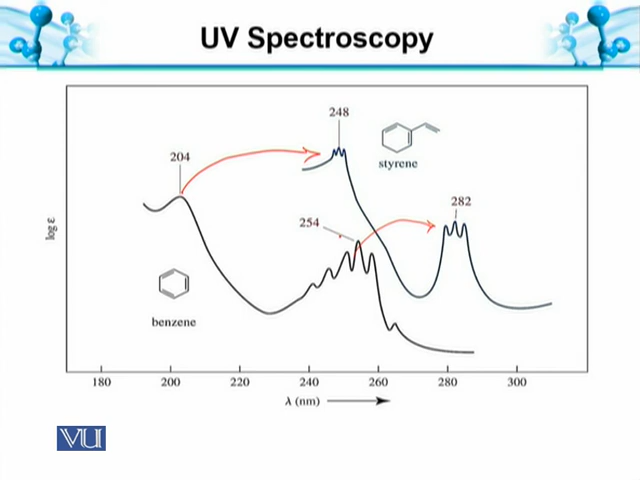 UV Spectroscopy
248
204
styrene
282
254
log ε
benzene
180 200 220 240 260 280 300
λ (nm)
VU